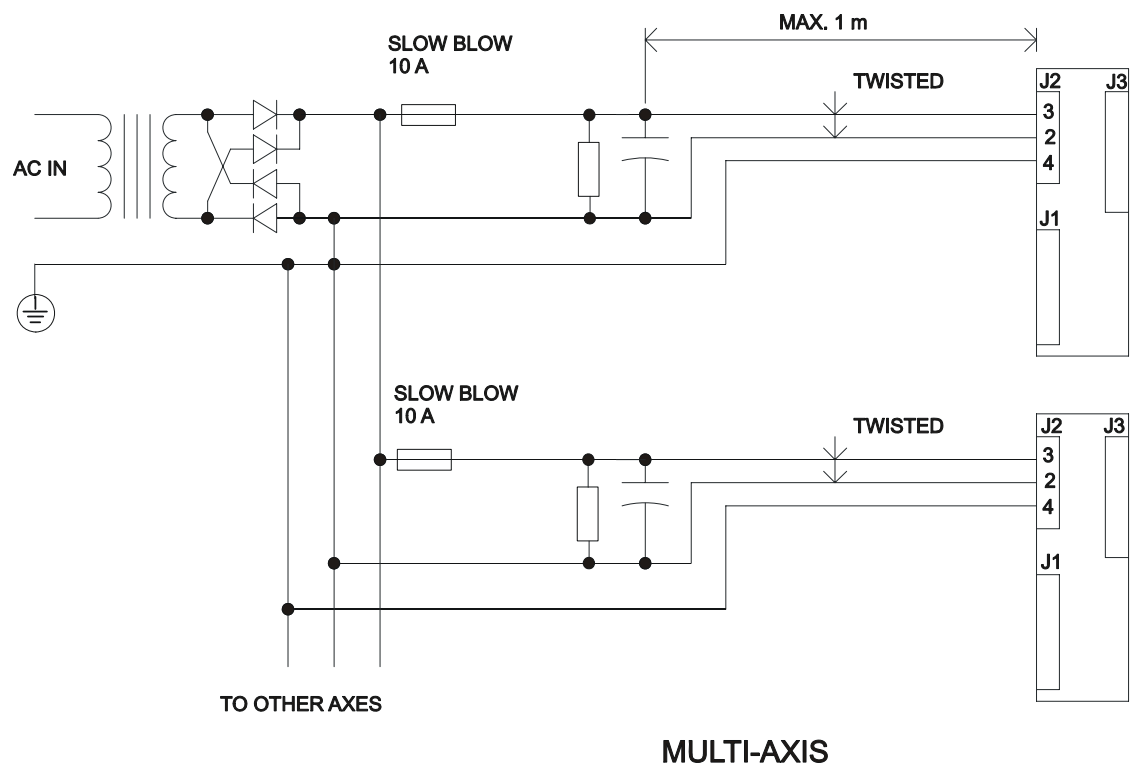 MAX. 1 m
SLOW BLOW
10 A
TWISTED
J2
J3
3
2
4
AC IN
J1
SLOW BLOW
10 A
TWISTED
J2
J3
3
2
4
J1
TO OTHER AXES
MULTI-AXIS